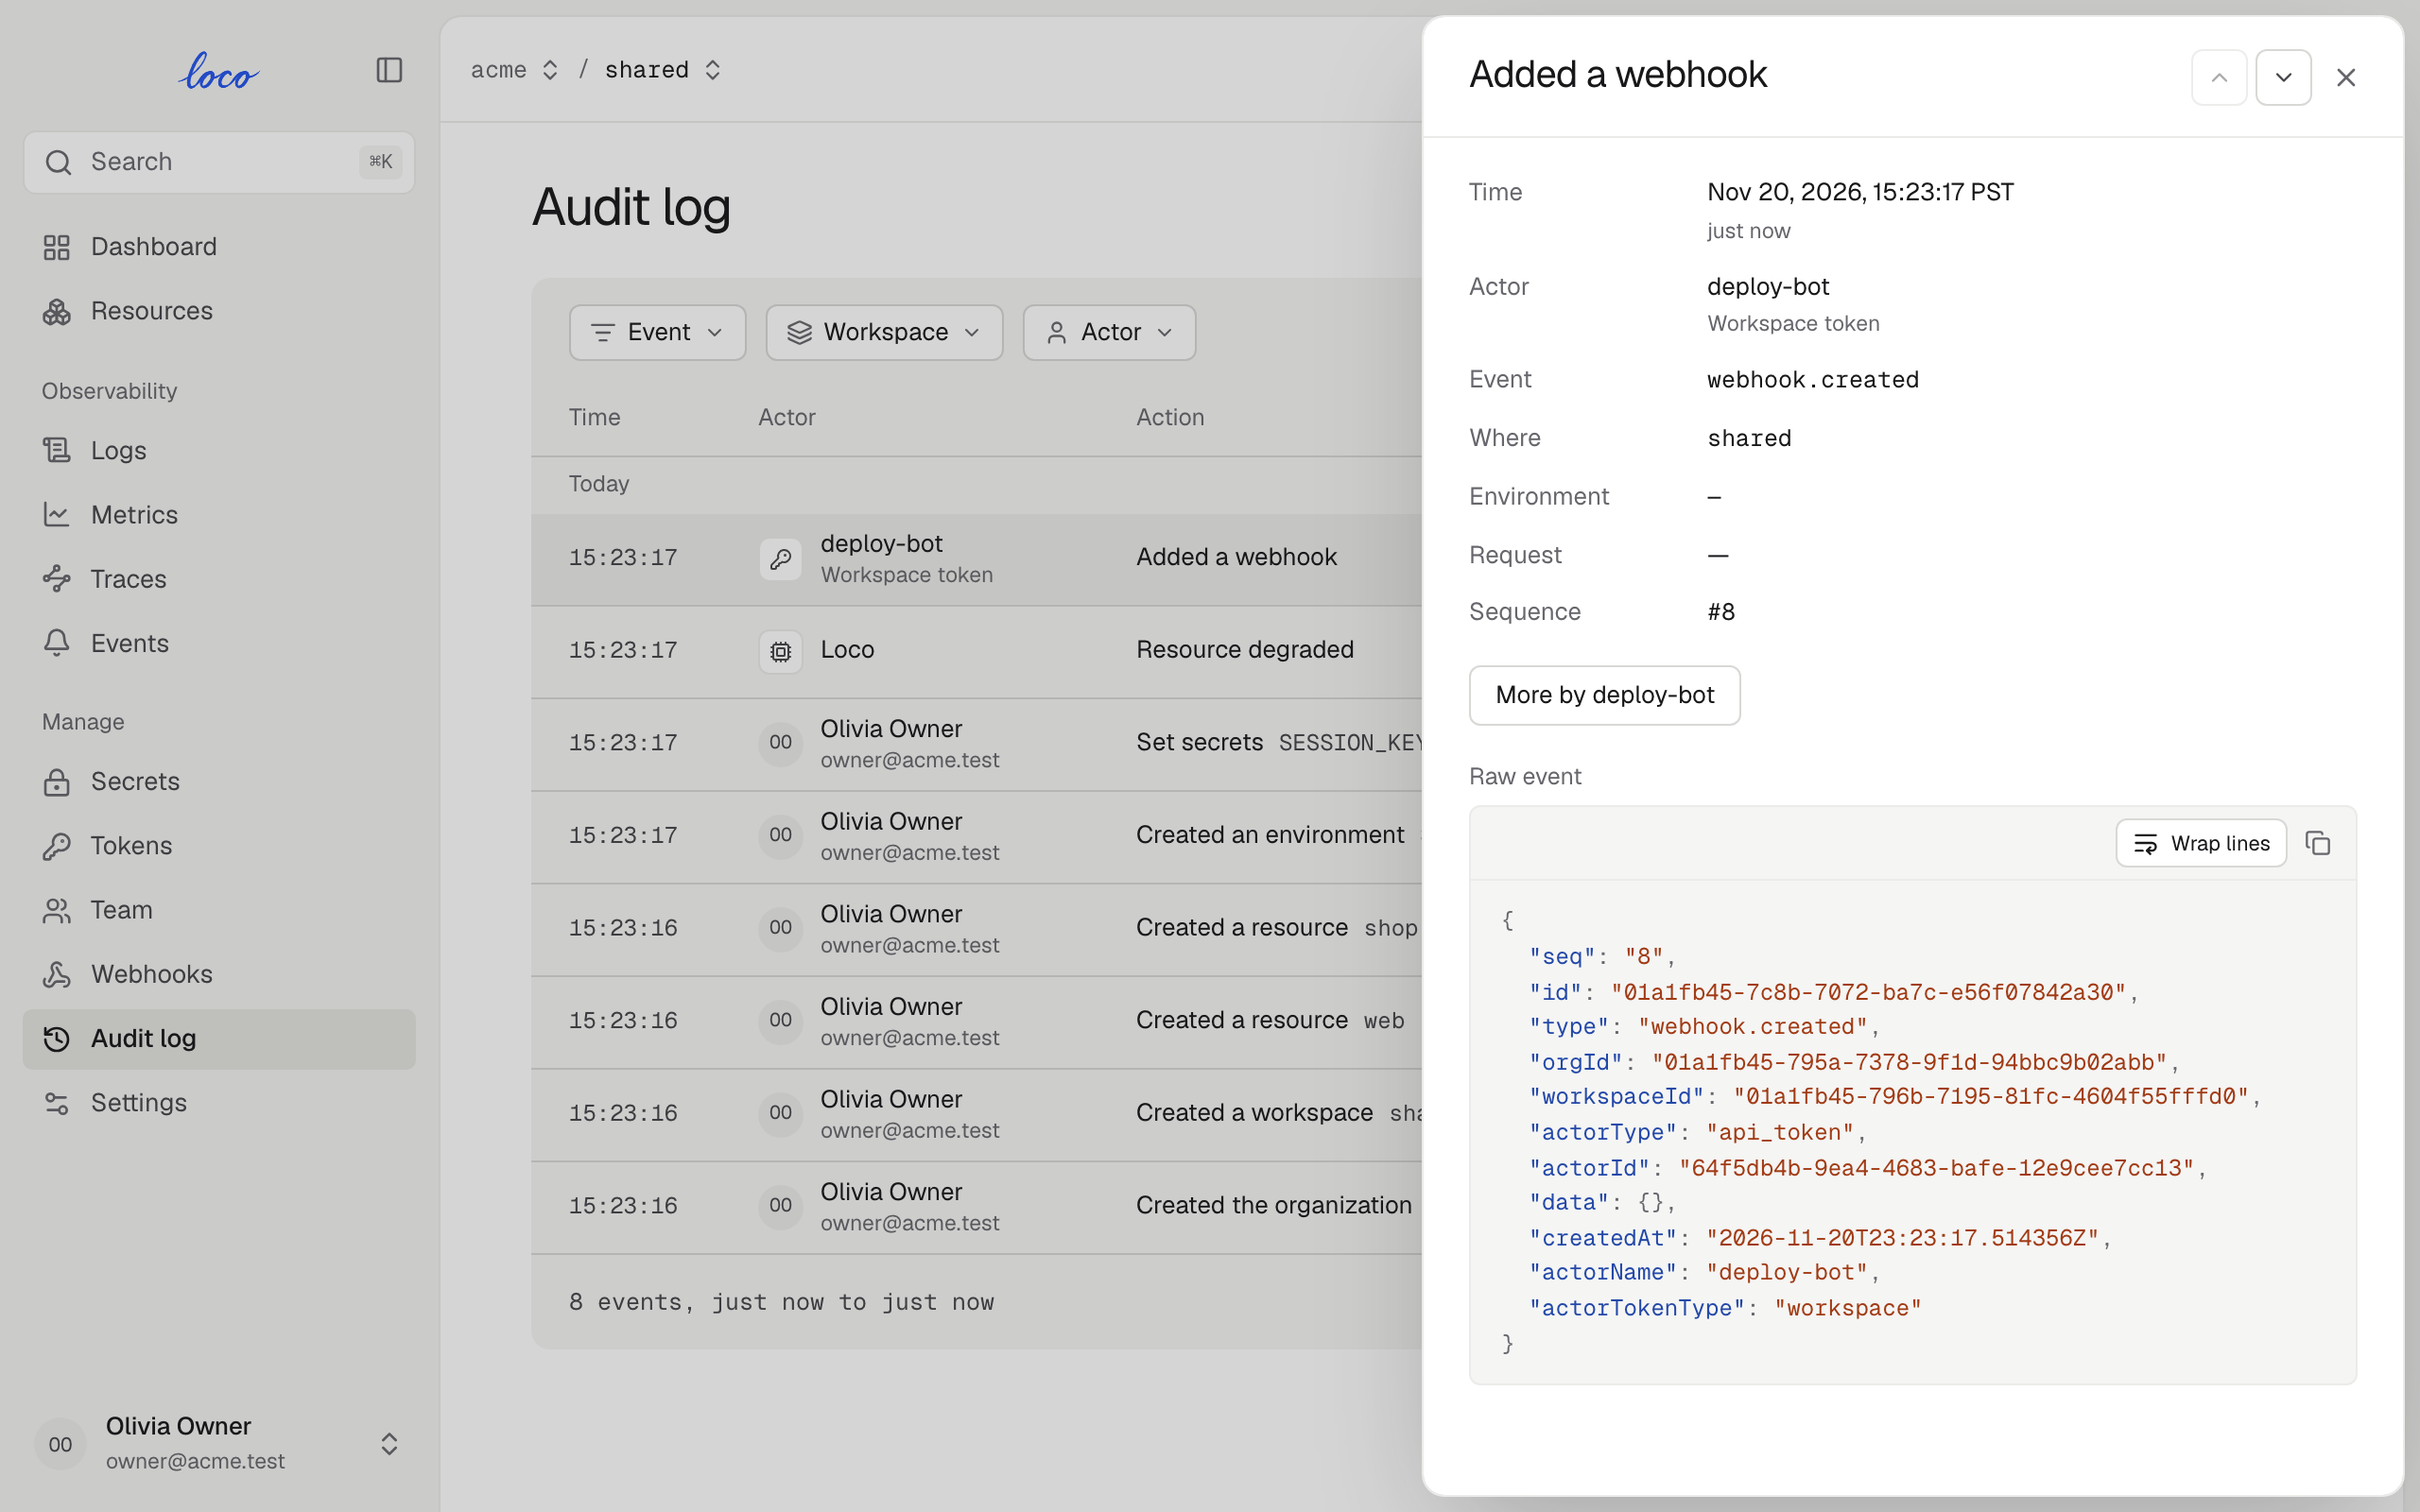 loco
Search ⌘K
Dashboard
Resources
Observability
Logs
Metrics
Traces
Events
Manage
Secrets
Tokens
Team
Webhooks
Audit log
Settings
OO
Olivia Owner
owner@acme.test
acme / shared
Audit log
Event Workspace Actor
Time Actor Action
Today
15:23:17 deploy-bot Added a webhook
Workspace token
15:23:17 Loco Resource degraded
15:23:17 OO Olivia Owner Set secrets SESSION_KEY
owner@acme.test
15:23:17 OO Olivia Owner Created an environment
owner@acme.test
15:23:16 OO Olivia Owner Created a resource shop
owner@acme.test
15:23:16 OO Olivia Owner Created a resource web
owner@acme.test
15:23:16 OO Olivia Owner Created a workspace sha
owner@acme.test
15:23:16 OO Olivia Owner Created the organization
owner@acme.test
8 events, just now to just now
Added a webhook
Time Nov 20, 2026, 15:23:17 PST
just now
Actor deploy-bot
Workspace token
Event webhook.created
Where shared
Environment –
Request —
Sequence #8
More by deploy-bot
Raw event
Wrap lines
{
"seq": "8",
"id": "01a1fb45-7c8b-7072-ba7c-e56f07842a30",
"type": "webhook.created",
"orgId": "01a1fb45-795a-7378-9f1d-94bbc9b02abb",
"workspaceId": "01a1fb45-796b-7195-81fc-4604f55fffd0",
"actorType": "api_token",
"actorId": "64f5db4b-9ea4-4683-bafe-12e9cee7cc13",
"data": {},
"createdAt": "2026-11-20T23:23:17.514356Z",
"actorName": "deploy-bot",
"actorTokenType": "workspace"
}